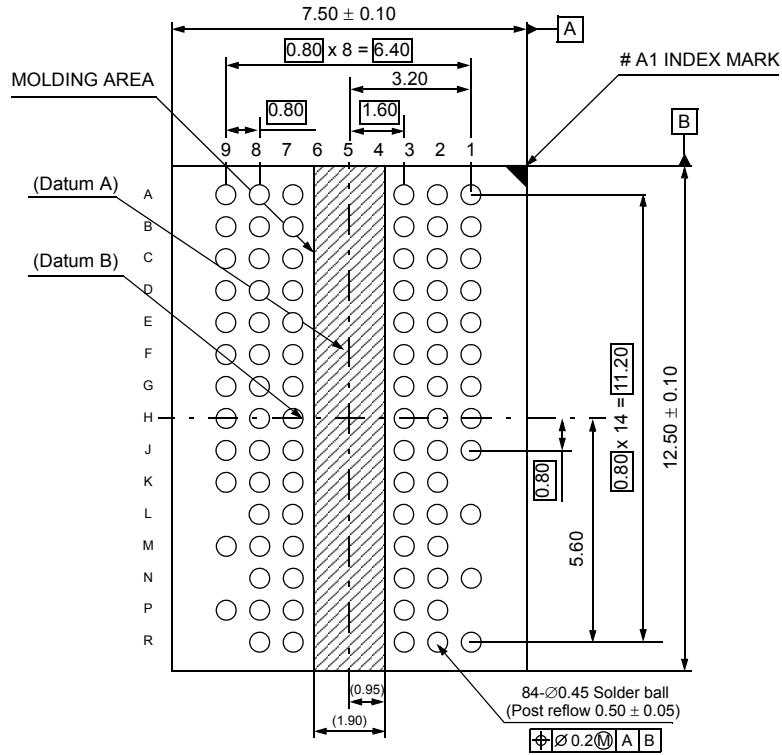 7.50 ± 0.10
A
0.80 x 8 = 6.40
# A1 INDEX MARK
3.20
MOLDING AREA
0.80
1.60
B
9 8 7 6 5 4 3 2 1
(Datum A)
(Datum B)
A
B
C
D
E
F
G
H
J
K
L
M
N
P
R
0.80
5.60
0.80 x 14 = 11.20
12.50 ± 0.10
(0.95)
(1.90)
84-∅0.45 Solder ball
(Post reflow 0.50 ± 0.05)
⌖ ∅ 0.2 Ⓜ A B